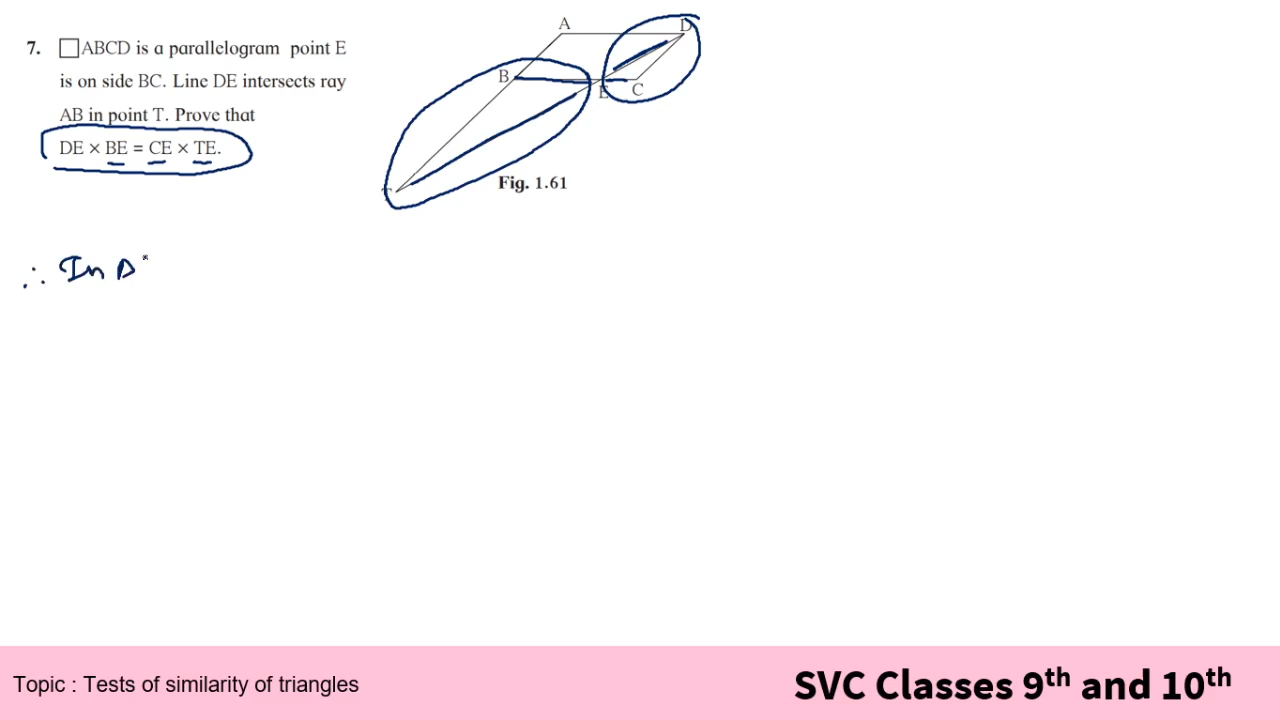 7. □ABCD is a parallelogram point E
is on side BC. Line DE intersects ray
AB in point T. Prove that
DE × BE = CE × TE.
A
D
B
E
C
Fig. 1.61
∴ In Δ
Topic : Tests of similarity of triangles
SVC Classes 9th and 10th